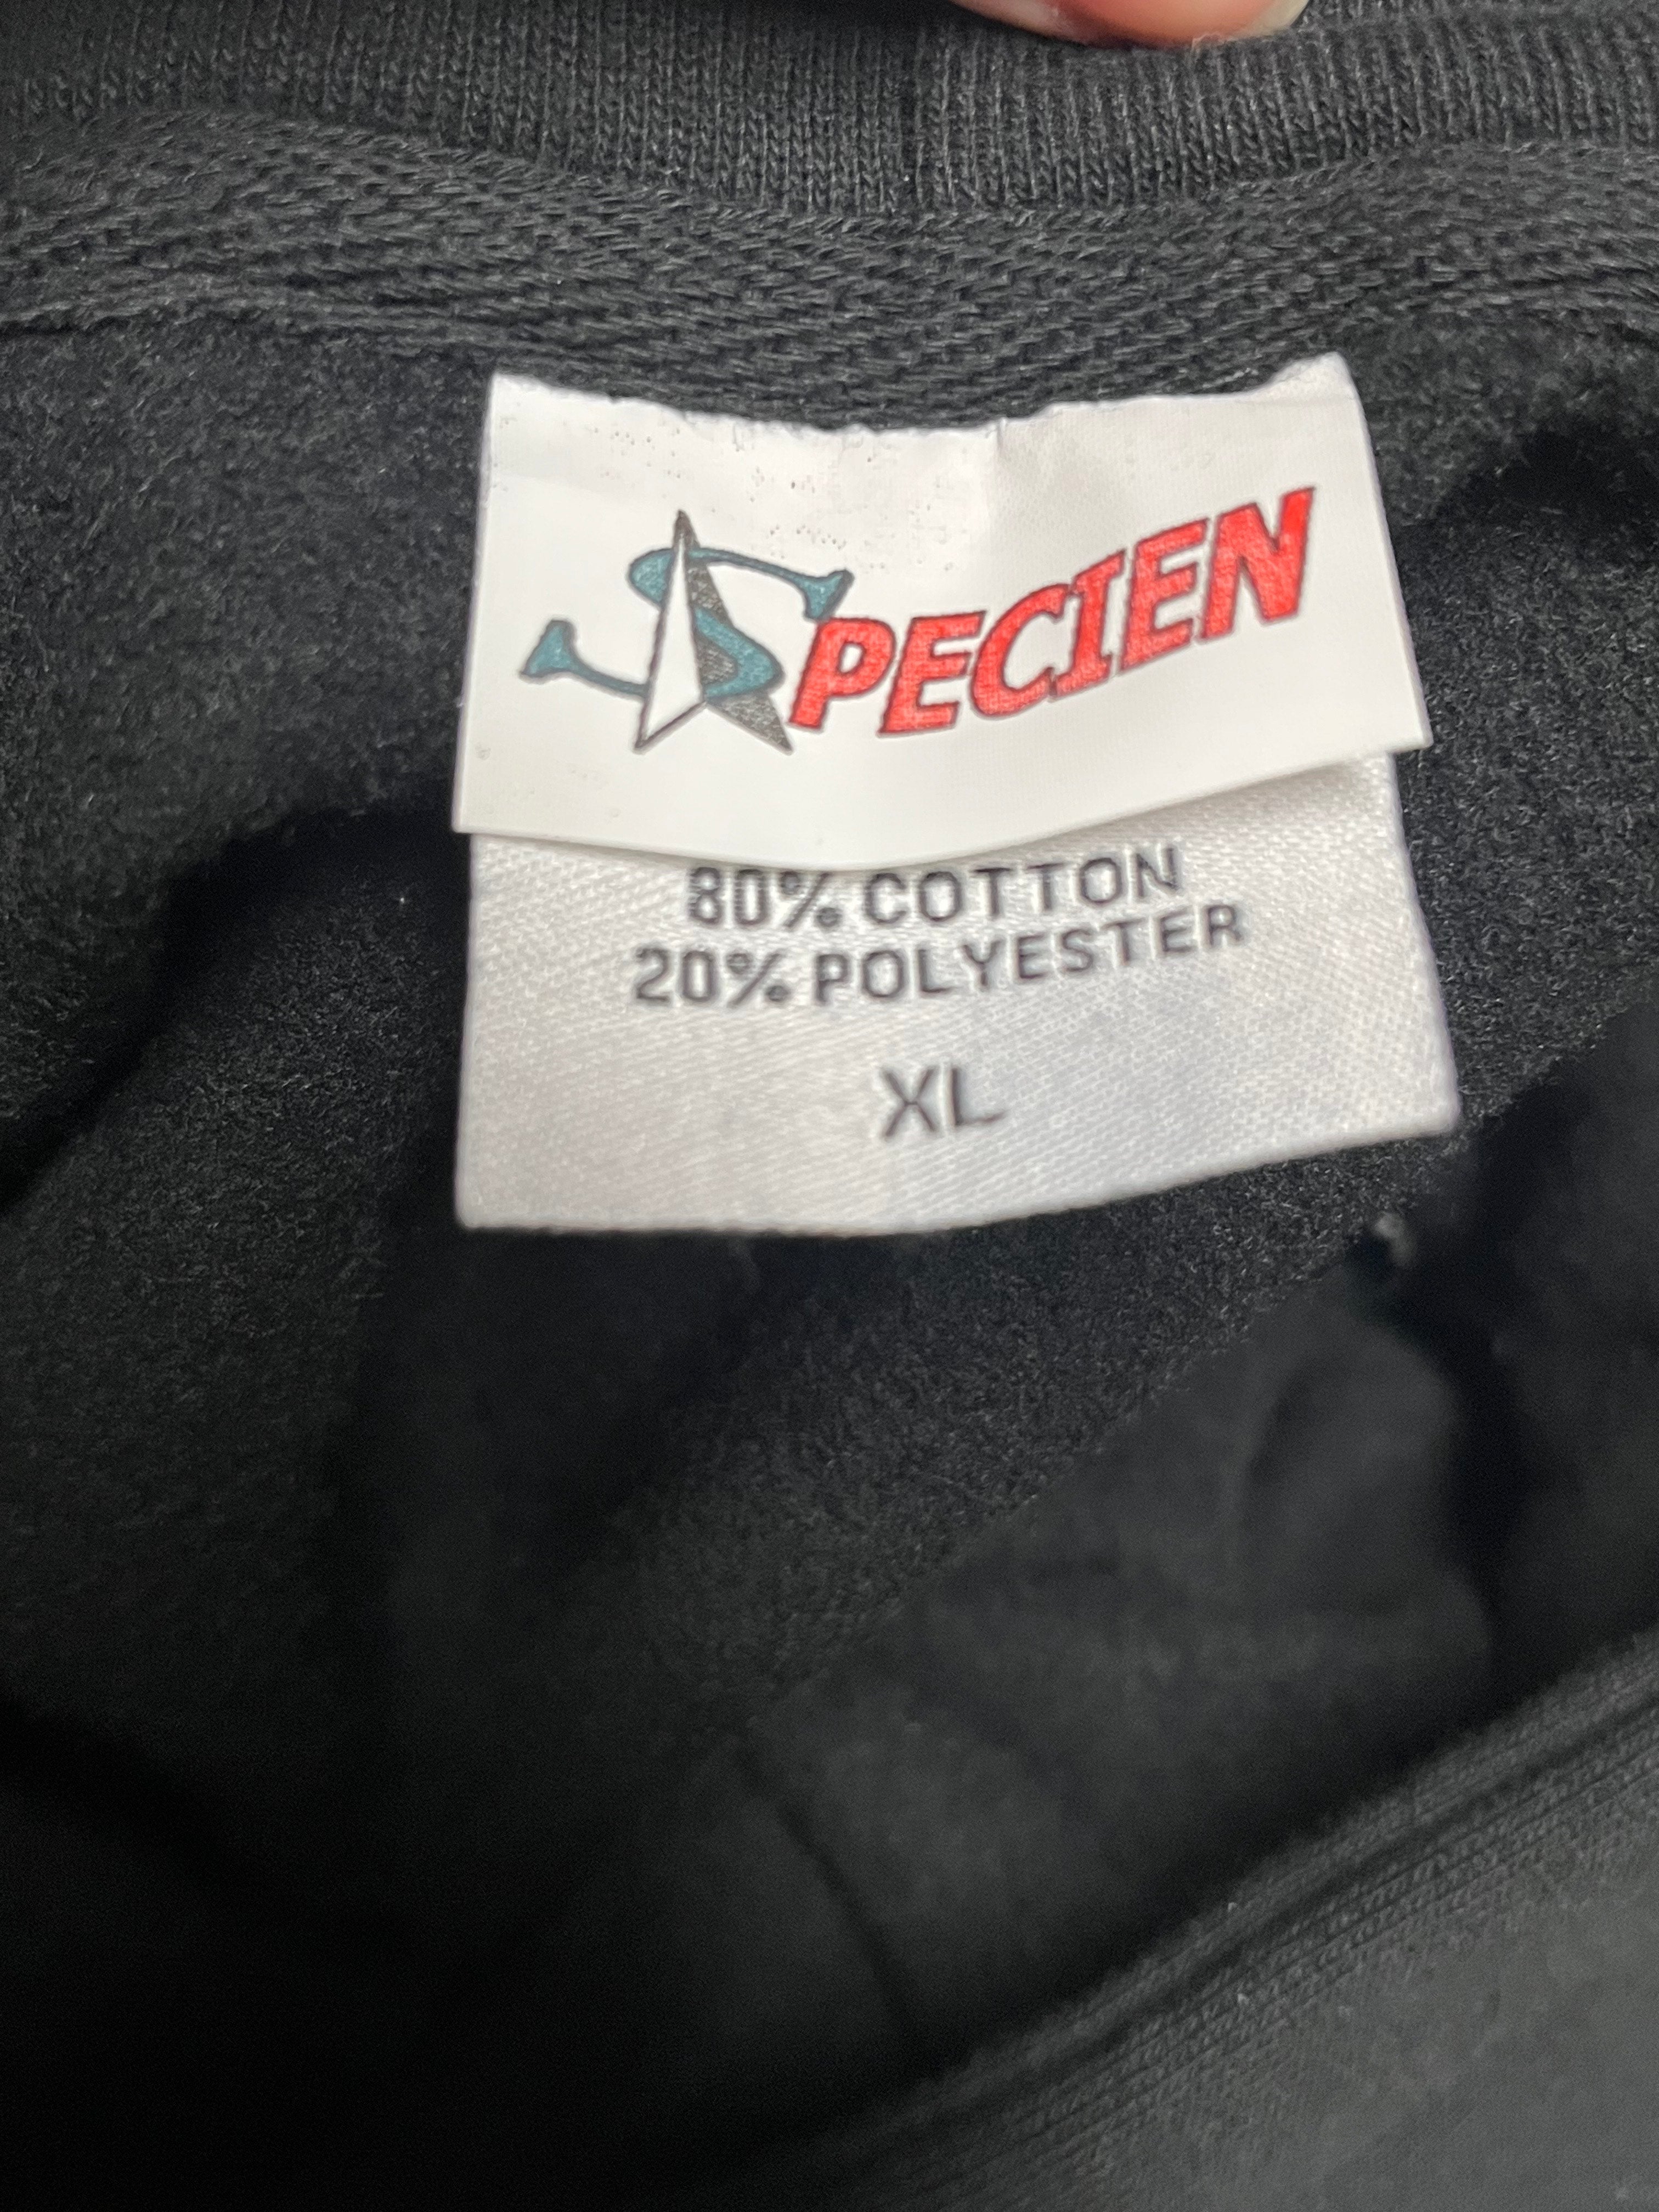 SPECIEN
80% COTTON
20% POLYESTER
XL